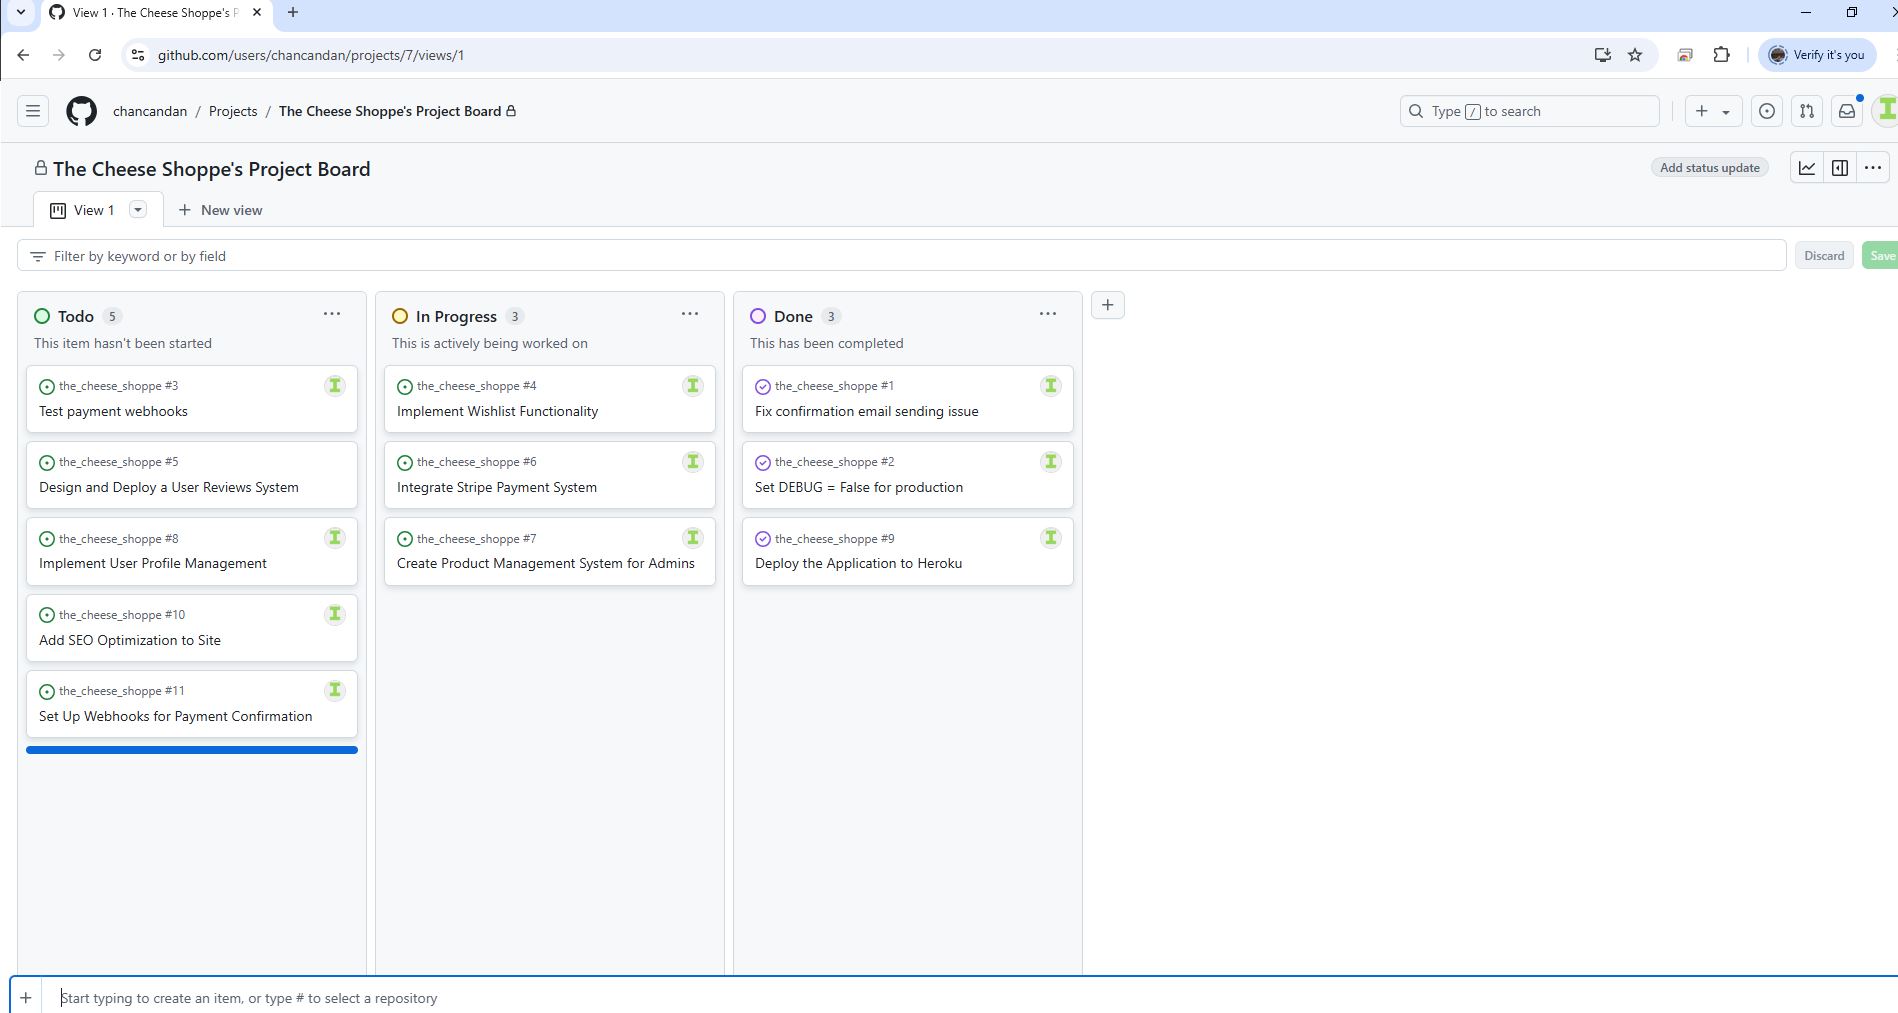 View 1 · The Cheese Shoppe's P
github.com/users/chancandan/projects/7/views/1
Verify it's you
chancandan / Projects / The Cheese Shoppe's Project Board
Type / to search
The Cheese Shoppe's Project Board
Add status update
View 1
New view
Filter by keyword or by field
Discard
Save
Todo 5
This item hasn't been started
the_cheese_shoppe #3
Test payment webhooks
the_cheese_shoppe #5
Design and Deploy a User Reviews System
the_cheese_shoppe #8
Implement User Profile Management
the_cheese_shoppe #10
Add SEO Optimization to Site
the_cheese_shoppe #11
Set Up Webhooks for Payment Confirmation
In Progress 3
This is actively being worked on
the_cheese_shoppe #4
Implement Wishlist Functionality
the_cheese_shoppe #6
Integrate Stripe Payment System
the_cheese_shoppe #7
Create Product Management System for Admins
Done 3
This has been completed
the_cheese_shoppe #1
Fix confirmation email sending issue
the_cheese_shoppe #2
Set DEBUG = False for production
the_cheese_shoppe #9
Deploy the Application to Heroku
Start typing to create an item, or type # to select a repository